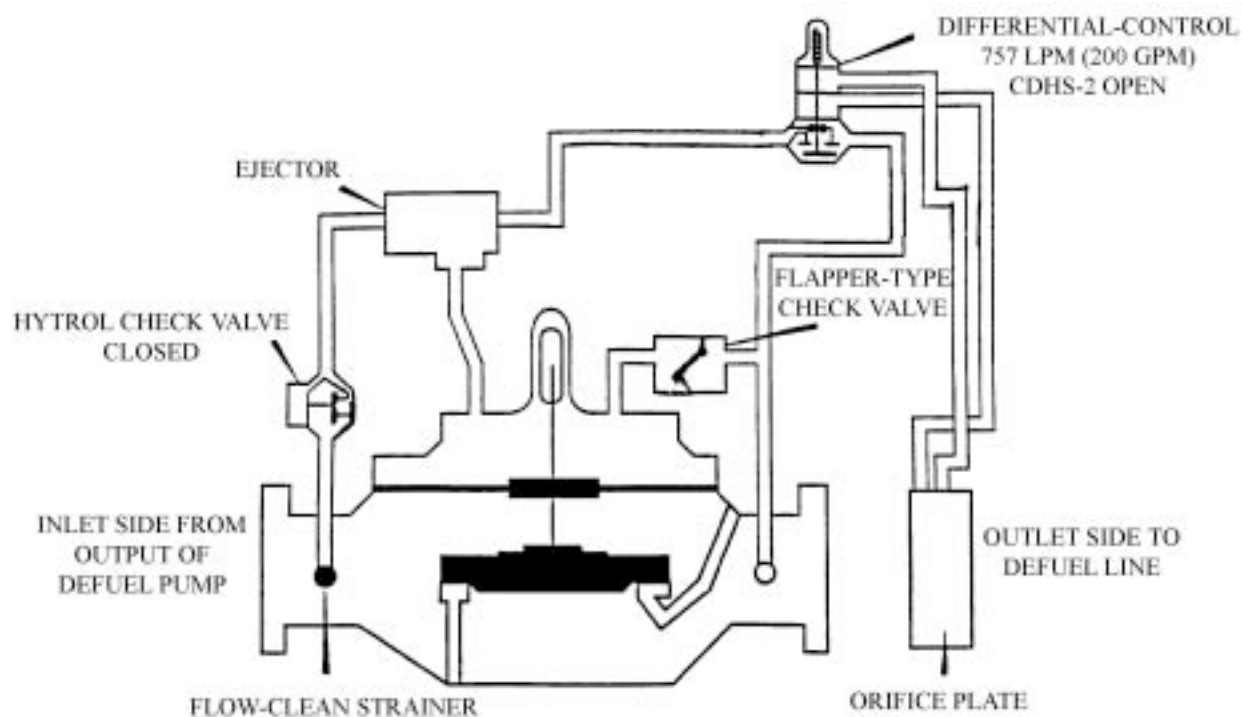 DIFFERENTIAL-CONTROL
757 LPM (200 GPM)
CDHS-2 OPEN
EJECTOR
FLAPPER-TYPE
CHECK VALVE
HYTROL CHECK VALVE
CLOSED
INLET SIDE FROM
OUTPUT OF
DEFUEL PUMP
OUTLET SIDE TO
DEFUEL LINE
FLOW-CLEAN STRAINER
ORIFICE PLATE